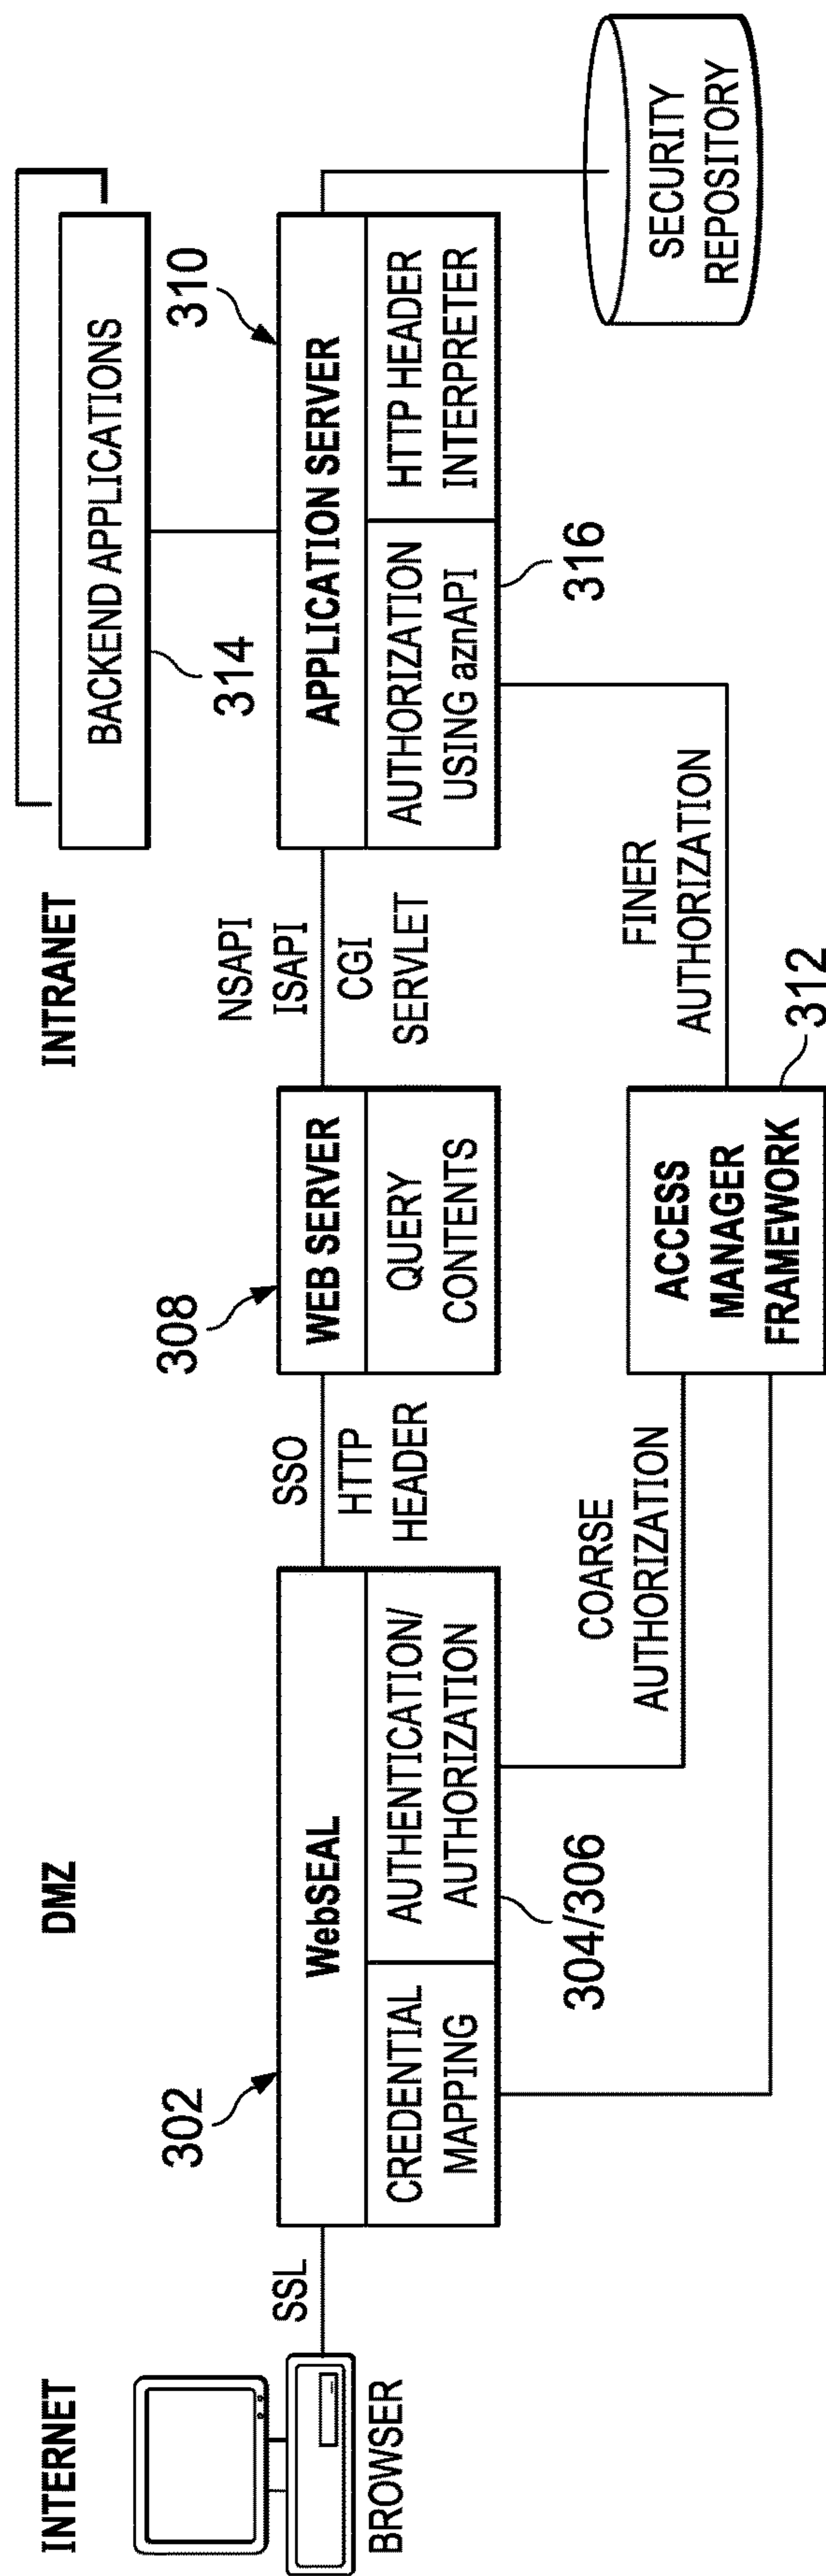 INTERNET
DMZ
INTRANET
BROWSER
SSL
302
WebSEAL
CREDENTIAL
MAPPING
AUTHENTICATION/
AUTHORIZATION
304/306
SSO
HTTP
HEADER
308
WEB SERVER
QUERY
CONTENTS
NSAPI
ISAPI
CGI
SERVLET
BACKEND APPLICATIONS
314
310
APPLICATION SERVER
AUTHORIZATION
USING aznAPI
HTTP HEADER
INTERPRETER
316
COARSE
AUTHORIZATION
ACCESS
MANAGER
FRAMEWORK
312
FINER
AUTHORIZATION
SECURITY
REPOSITORY